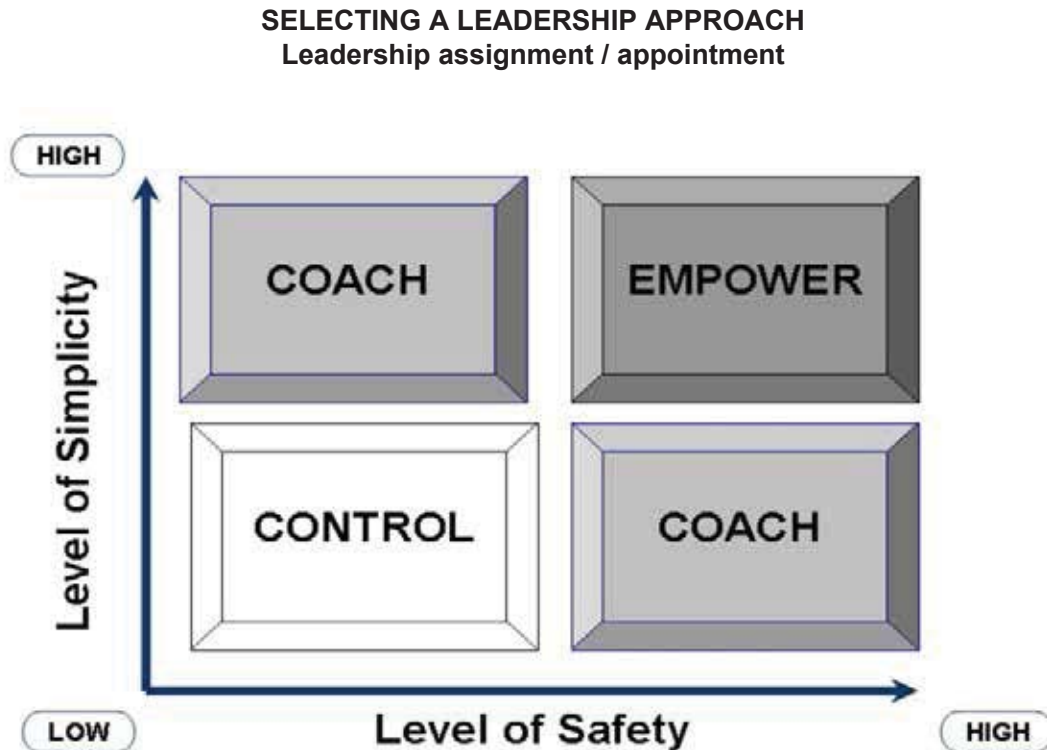 SELECTING A LEADERSHIP APPROACH
Leadership assignment / appointment
HIGH
Level of Simplicity
COACH
EMPOWER
CONTROL
COACH
LOW
Level of Safety
HIGH